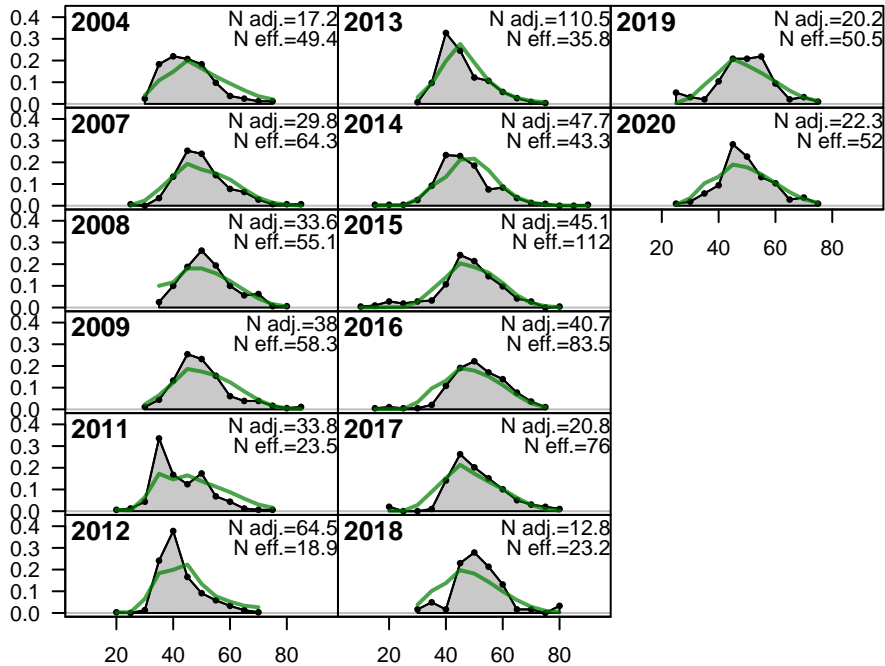 0.4
0.3
0.2
0.1
0.0
2004
N adj.=17.2
N eff.=49.4
0.4
0.3
0.2
0.1
0.0
2007
N adj.=29.8
N eff.=64.3
0.4
0.3
0.2
0.1
0.0
2008
N adj.=33.6
N eff.=55.1
0.4
0.3
0.2
0.1
0.0
2009
N adj.=38
N eff.=58.3
0.4
0.3
0.2
0.1
0.0
2011
N adj.=33.8
N eff.=23.5
0.4
0.3
0.2
0.1
0.0
2012
N adj.=64.5
N eff.=18.9
20 40 60 80
2013
N adj.=110.5
N eff.=35.8
2014
N adj.=47.7
N eff.=43.3
2015
N adj.=45.1
N eff.=112
2016
N adj.=40.7
N eff.=83.5
2017
N adj.=20.8
N eff.=76
2018
N adj.=12.8
N eff.=23.2
20 40 60 80
2019
N adj.=20.2
N eff.=50.5
2020
N adj.=22.3
N eff.=52
20 40 60 80